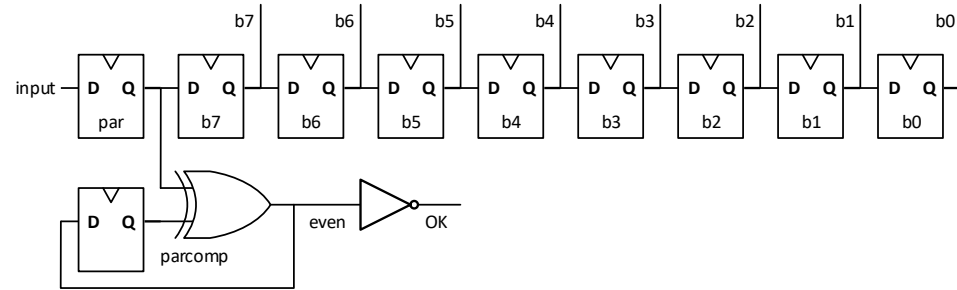 b7 b6 b5 b4 b3 b2 b1 b0
input D Q D Q D Q D Q D Q D Q D Q D Q D Q
par b7 b6 b5 b4 b3 b2 b1 b0
D Q even OK
parcomp